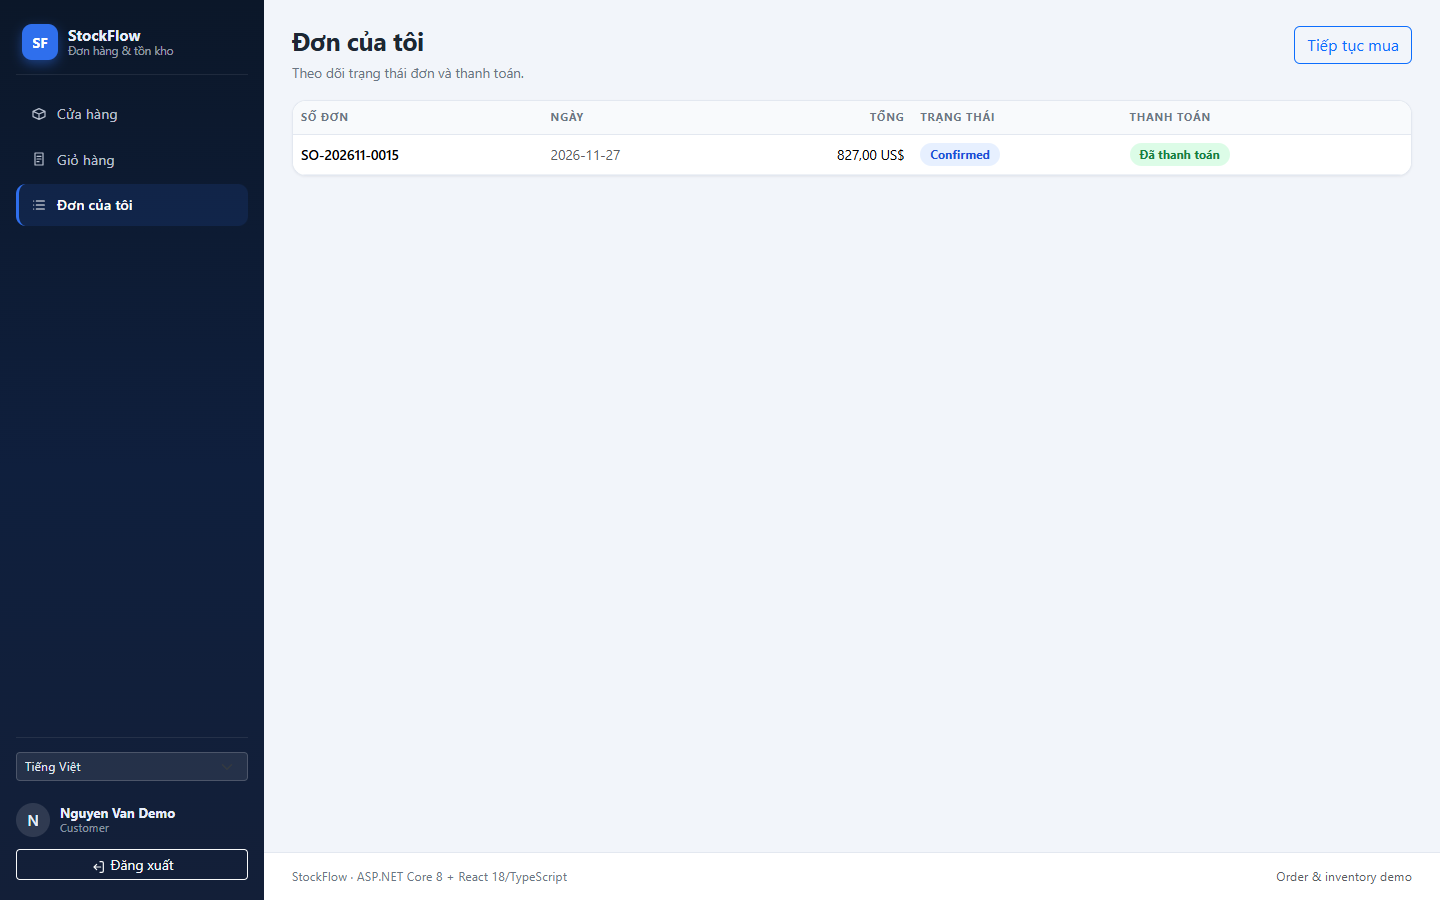 SF
StockFlow
Đơn hàng & tồn kho
Cửa hàng
Giỏ hàng
Đơn của tôi
Tiếng Việt
N
Nguyen Van Demo
Customer
Đăng xuất
Đơn của tôi
Theo dõi trạng thái đơn và thanh toán.
Tiếp tục mua
SỐ ĐƠN NGÀY TỔNG TRẠNG THÁI THANH TOÁN
SO-202611-0015 2026-11-27 827,00 US$ Confirmed Đã thanh toán
StockFlow · ASP.NET Core 8 + React 18/TypeScript
Order & inventory demo